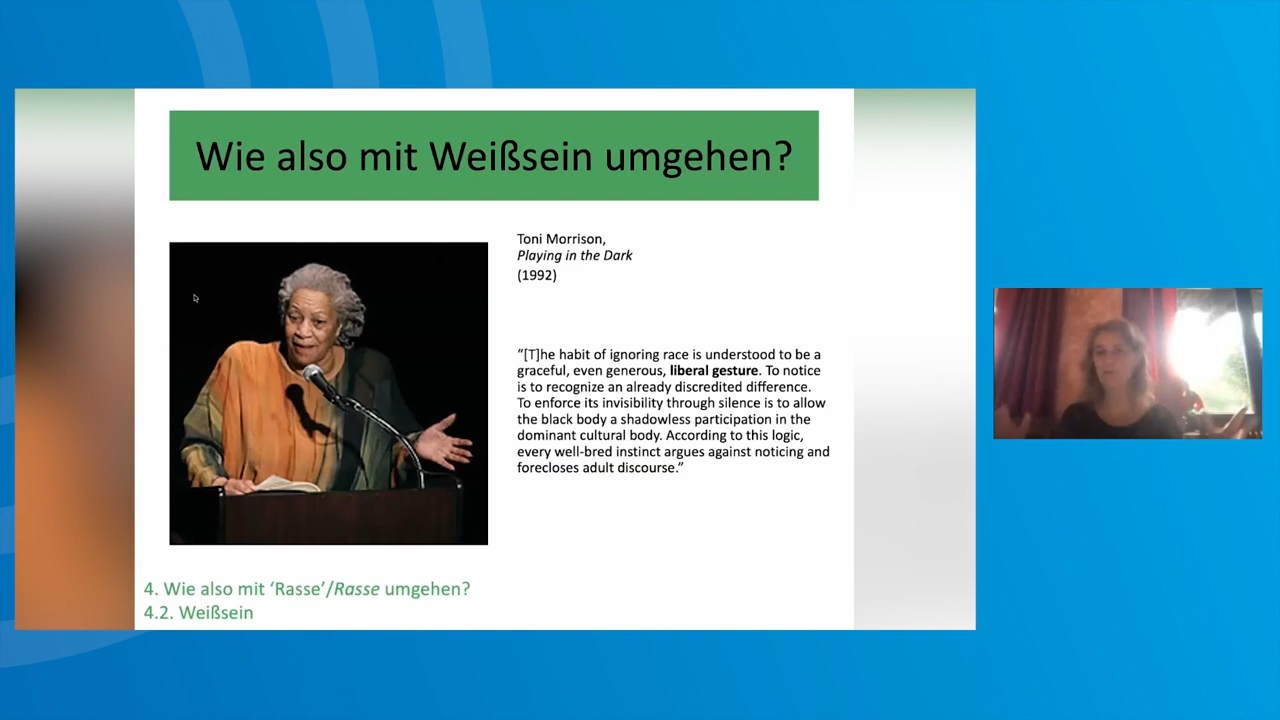 Wie also mit Weißsein umgehen?
Toni Morrison,
Playing in the Dark
(1992)
“[T]he habit of ignoring race is understood to be a
graceful, even generous, liberal gesture. To notice
is to recognize an already discredited difference.
To enforce its invisibility through silence is to allow
the black body a shadowless participation in the
dominant cultural body. According to this logic,
every well-bred instinct argues against noticing and
forecloses adult discourse.”
4. Wie also mit ‘Rasse’/Rasse umgehen?
4.2. Weißsein